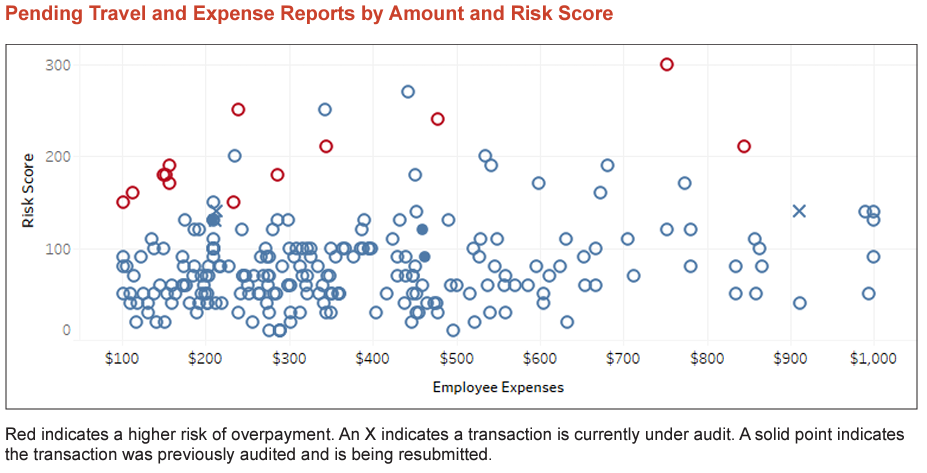 Pending Travel and Expense Reports by Amount and Risk Score
300
200
100
0
Risk Score
$100 $200 $300 $400 $500 $600 $700 $800 $900 $1,000
Employee Expenses
Red indicates a higher risk of overpayment. An X indicates a transaction is currently under audit. A solid point indicates
the transaction was previously audited and is being resubmitted.